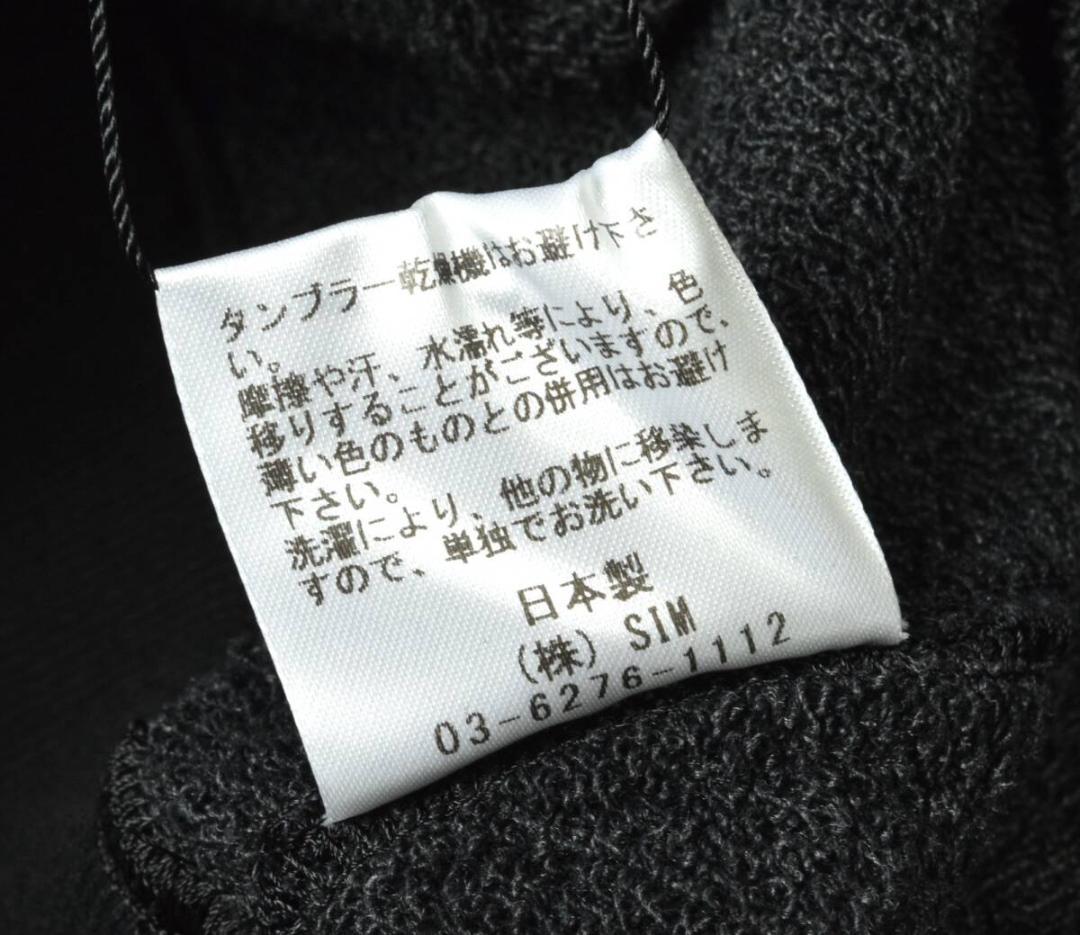 タンブラー乾燥機はお避け下さ
い。
摩擦や汗、水濡れ等により、色
移りすることがございますので、
薄い色のものとの併用はお避け
下さい。
洗濯により、他の物に移染しま
すので、単独でお洗い下さい。
日本製
(株) SIM
03-6276-1112